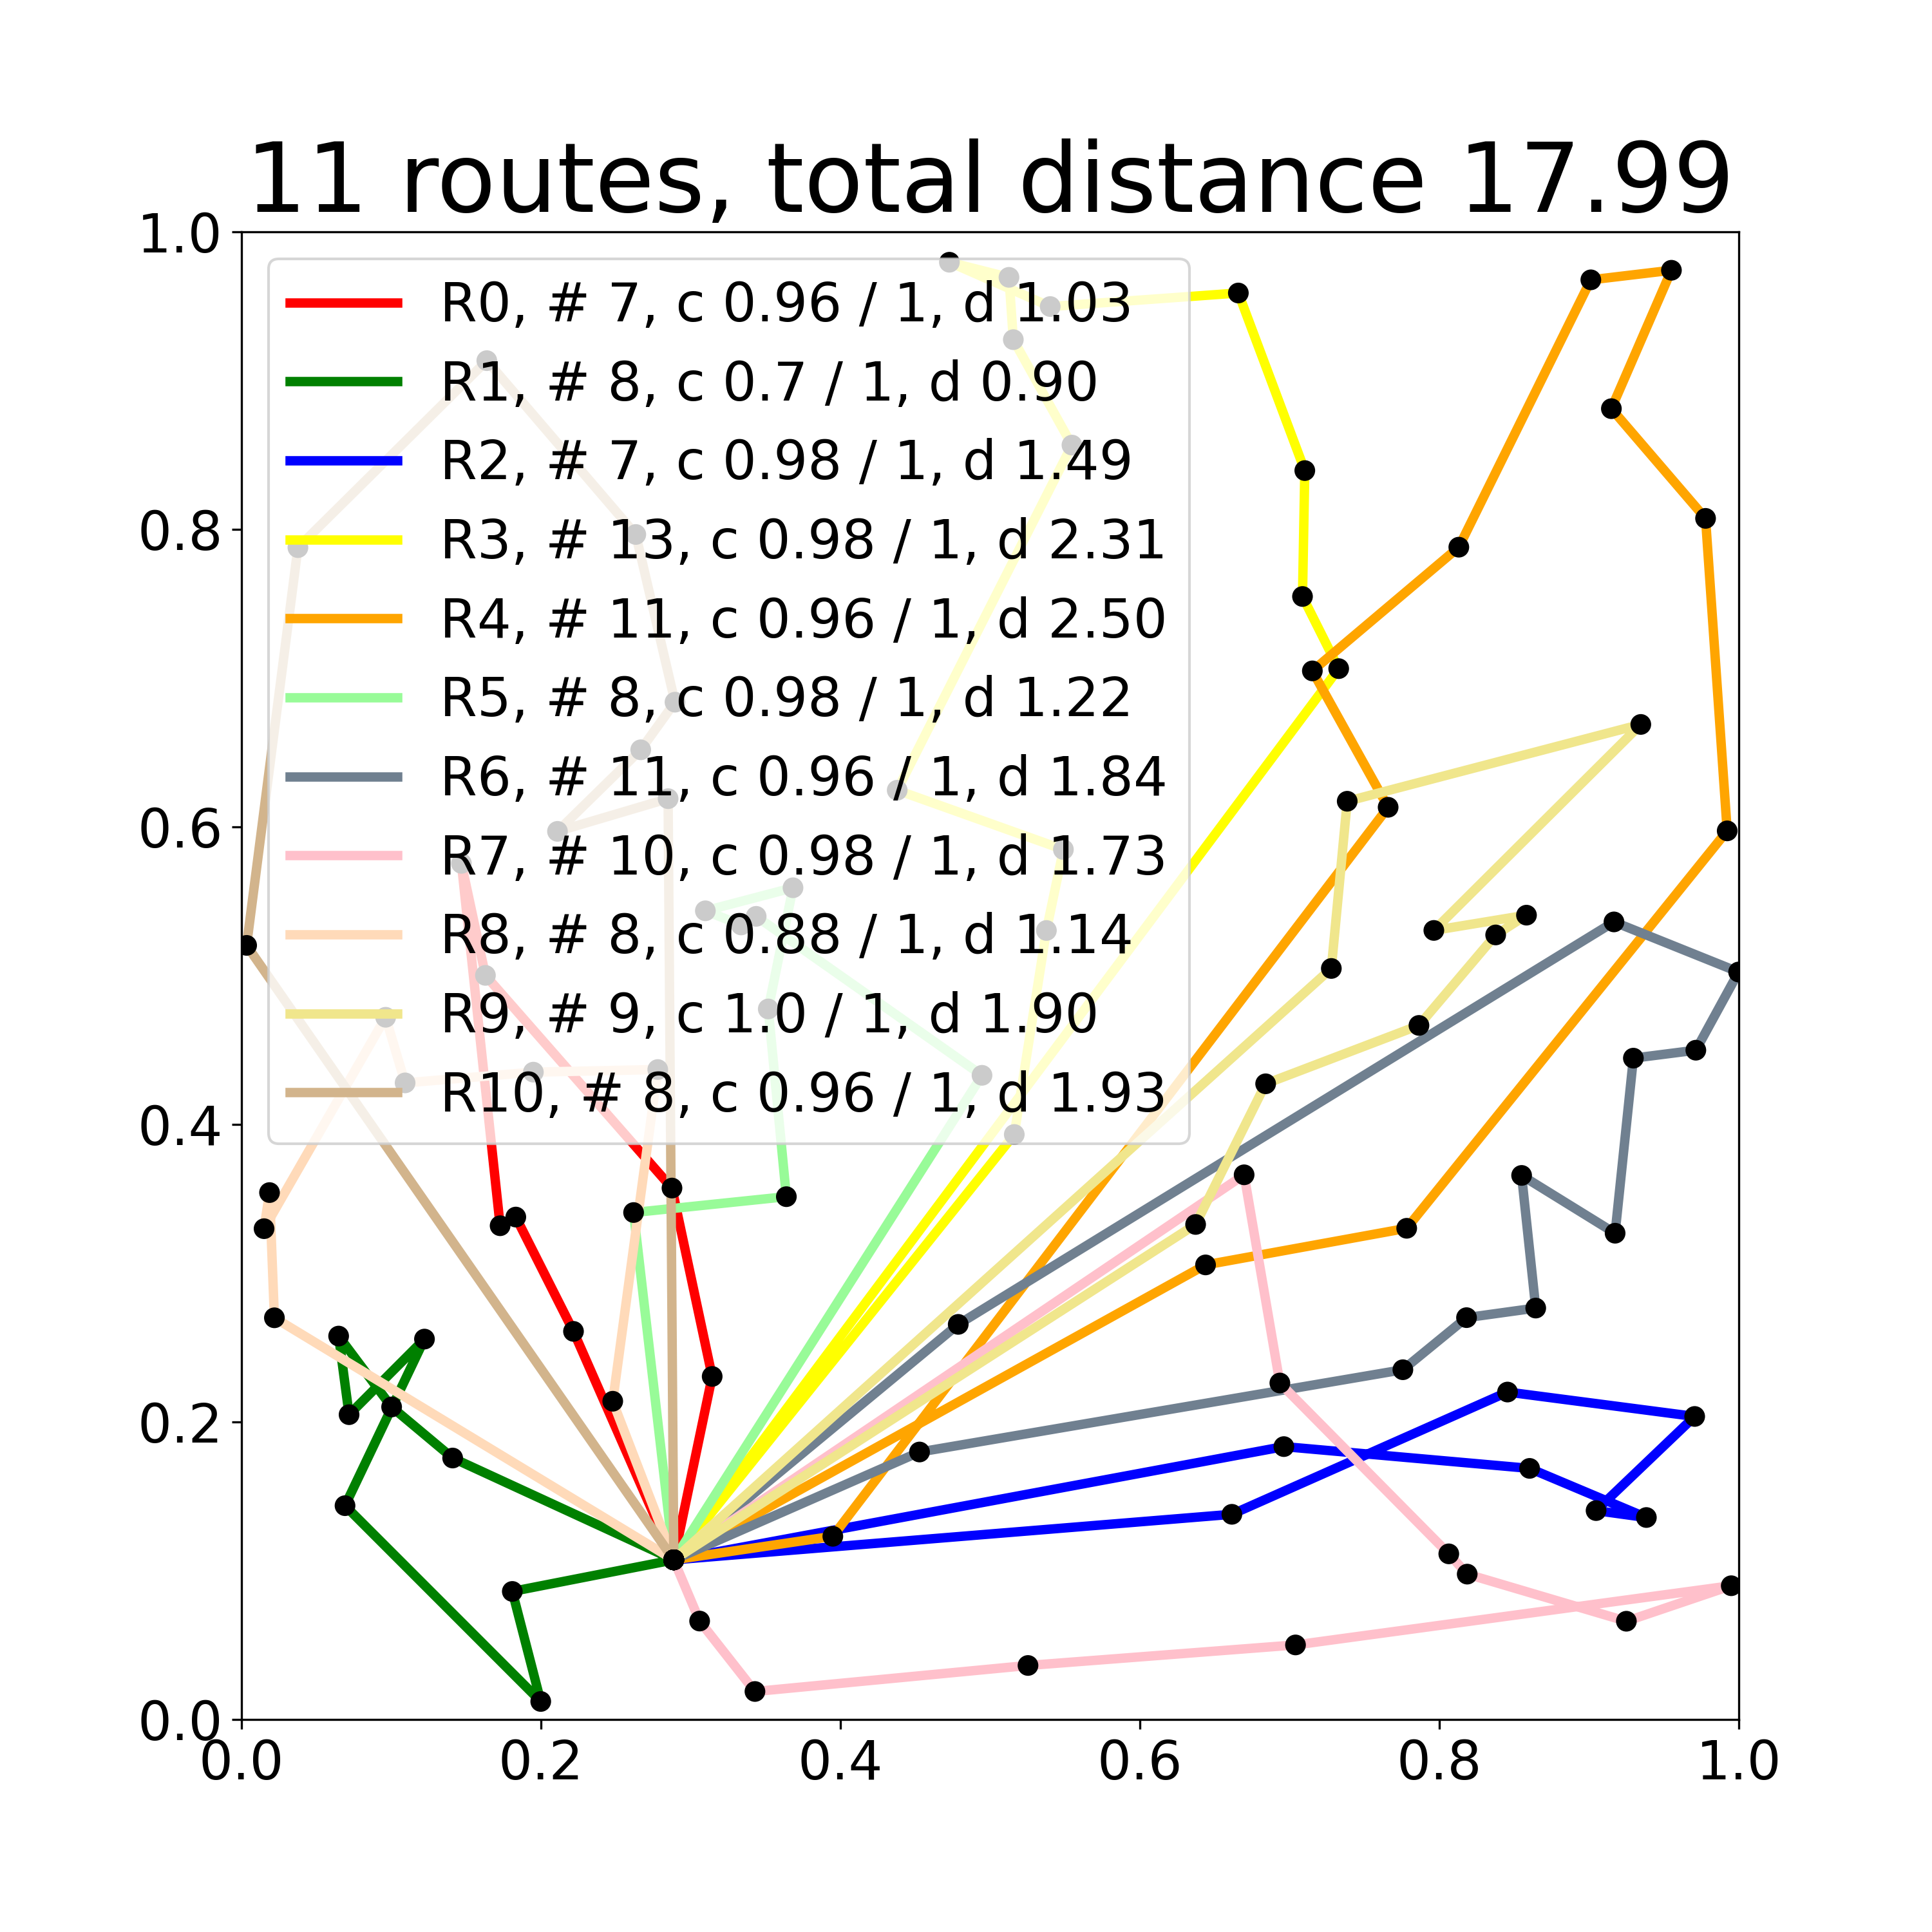 11 routes, total distance 17.99
1.0
0.8
0.6
0.4
0.2
0.0
R0, # 7, c 0.96 / 1, d 1.03
R1, # 8, c 0.7 / 1, d 0.90
R2, # 7, c 0.98 / 1, d 1.49
R3, # 13, c 0.98 / 1, d 2.31
R4, # 11, c 0.96 / 1, d 2.50
R5, # 8, c 0.98 / 1, d 1.22
R6, # 11, c 0.96 / 1, d 1.84
R7, # 10, c 0.98 / 1, d 1.73
R8, # 8, c 0.88 / 1, d 1.14
R9, # 9, c 1.0 / 1, d 1.90
R10, # 8, c 0.96 / 1, d 1.93
0.0 0.2 0.4 0.6 0.8 1.0